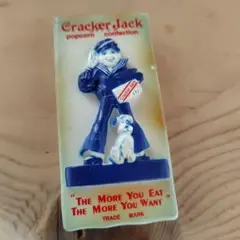 Cracker Jack
popcorn confection
"THE MORE YOU EAT
THE MORE YOU WANT"
TRADE MARK